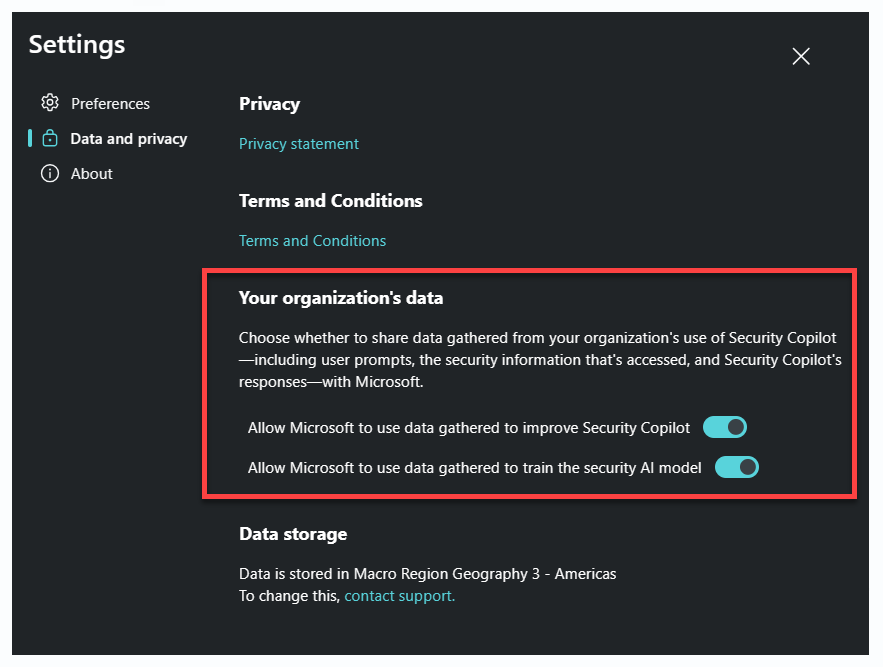 Settings
Preferences
Data and privacy
About
Privacy
Privacy statement
Terms and Conditions
Terms and Conditions
Your organization's data
Choose whether to share data gathered from your organization's use of Security Copilot
—including user prompts, the security information that's accessed, and Security Copilot's
responses—with Microsoft.
Allow Microsoft to use data gathered to improve Security Copilot
Allow Microsoft to use data gathered to train the security AI model
Data storage
Data is stored in Macro Region Geography 3 - Americas
To change this, contact support.